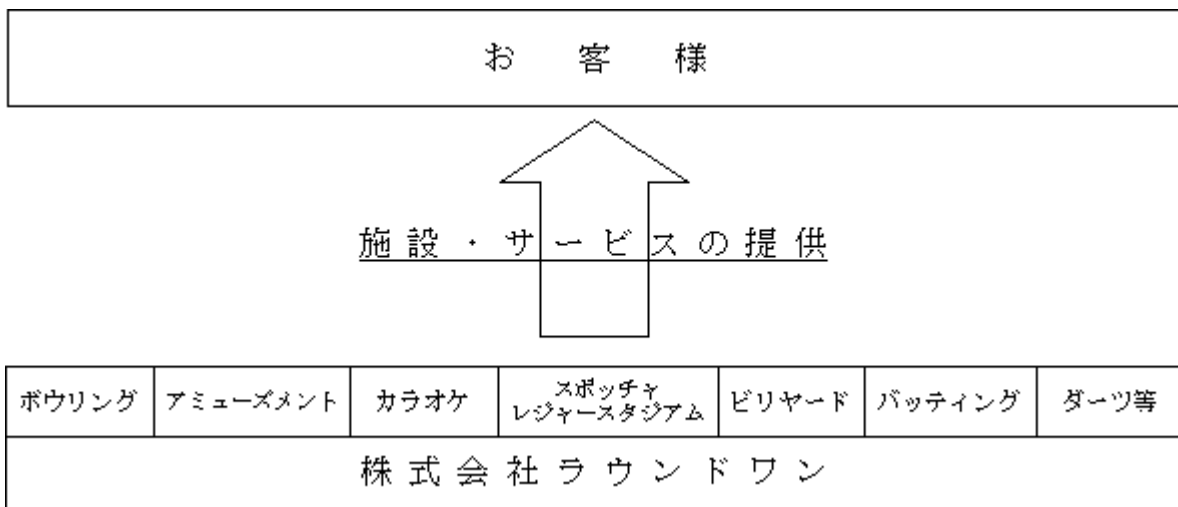 お客様
施設・サービスの提供
ボウリング
アミューズメント
カラオケ
スポッチャ
レジャースタジアム
ビリヤード
バッティング
ダーツ等
株式会社ラウンドワン